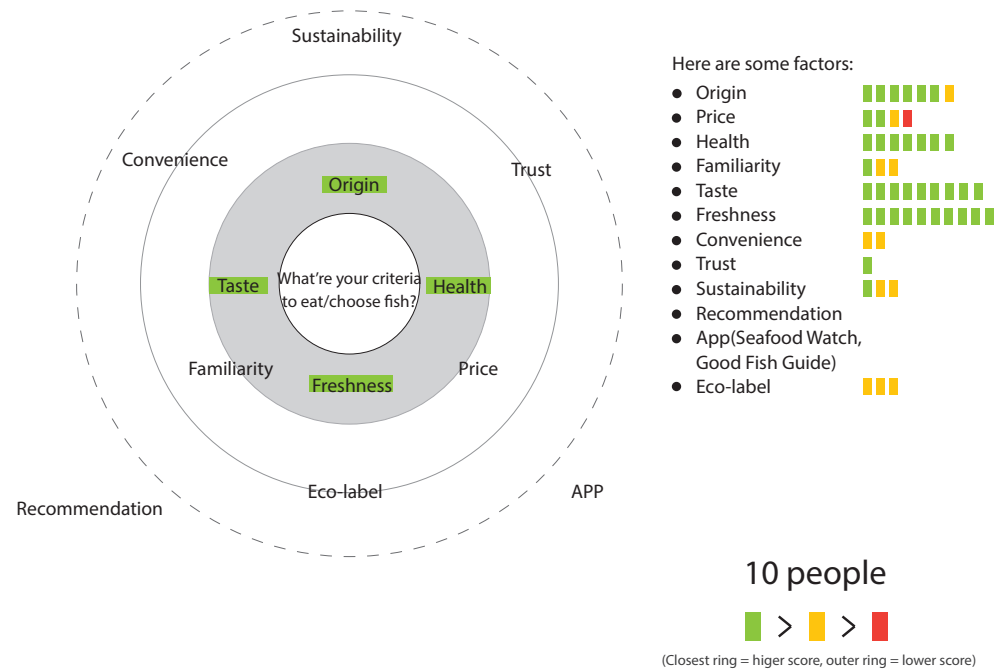 Sustainability
Convenience
Trust
Origin
What're your criteria
to eat/choose fish?
Taste
Health
Familiarity
Price
Freshness
Eco-label
APP
Recommendation
Here are some factors:
● Origin
● Price
● Health
● Familiarity
● Taste
● Freshness
● Convenience
● Trust
● Sustainability
● Recommendation
● App(Seafood Watch,
Good Fish Guide)
● Eco-label
10 people
> >
(Closest ring = higer score, outer ring = lower score)